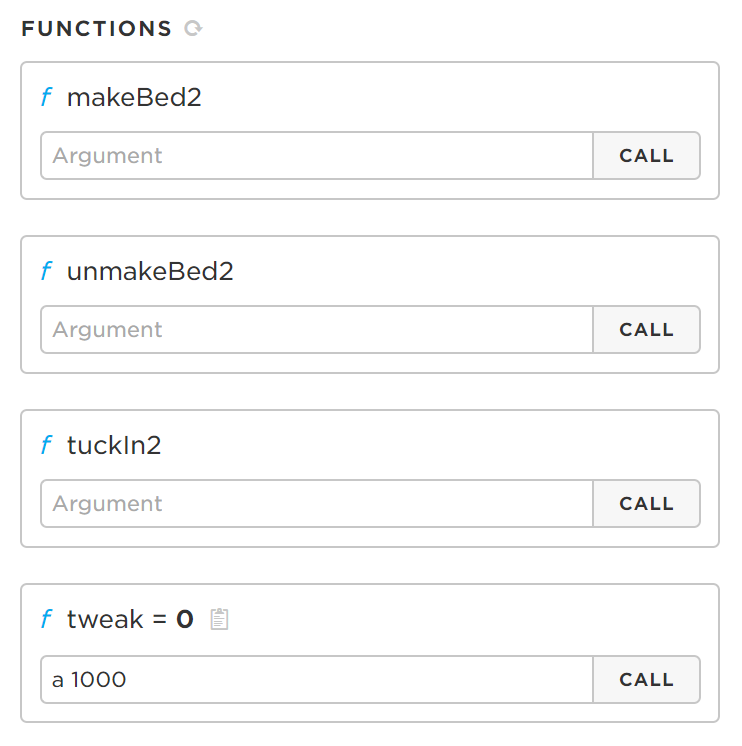 FUNCTIONS
f makeBed2
Argument CALL
f unmakeBed2
Argument CALL
f tuckIn2
Argument CALL
f tweak = 0
a 1000 CALL